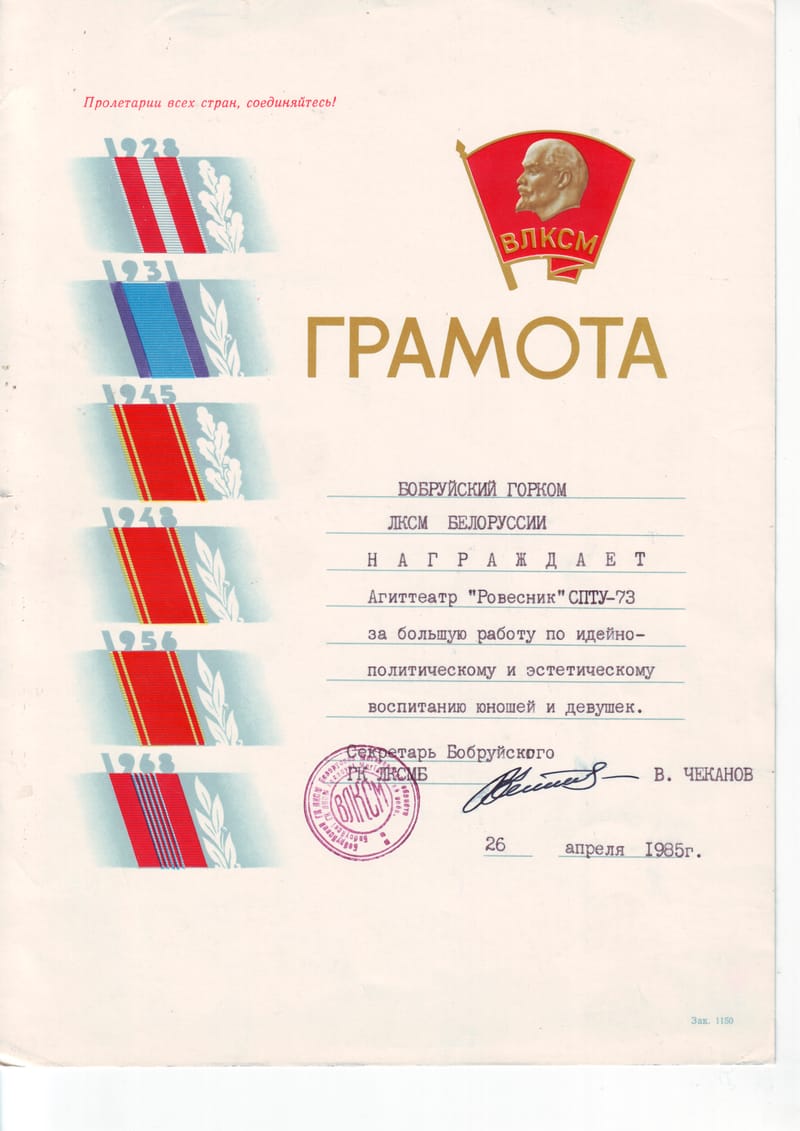 Пролетарии всех стран, соединяйтесь!
1928
1931
1945
1948
1956
1968
ВЛКСМ
ГРАМОТА
БОБРУЙСКИЙ ГОРКОМ
ЛКСМ БЕЛОРУССИИ
Н А Г Р А Ж Д А Е Т
Агиттеатр "Ровесник" СПТУ-73
за большую работу по идейно-
политическому и эстетическому
воспитанию юношей и девушек.
Секретарь Бобруйского
ГК ЛКСМБ
В. ЧЕКАНОВ
ВЛКСМ
26 апреля 1985г.
Зак. 1150